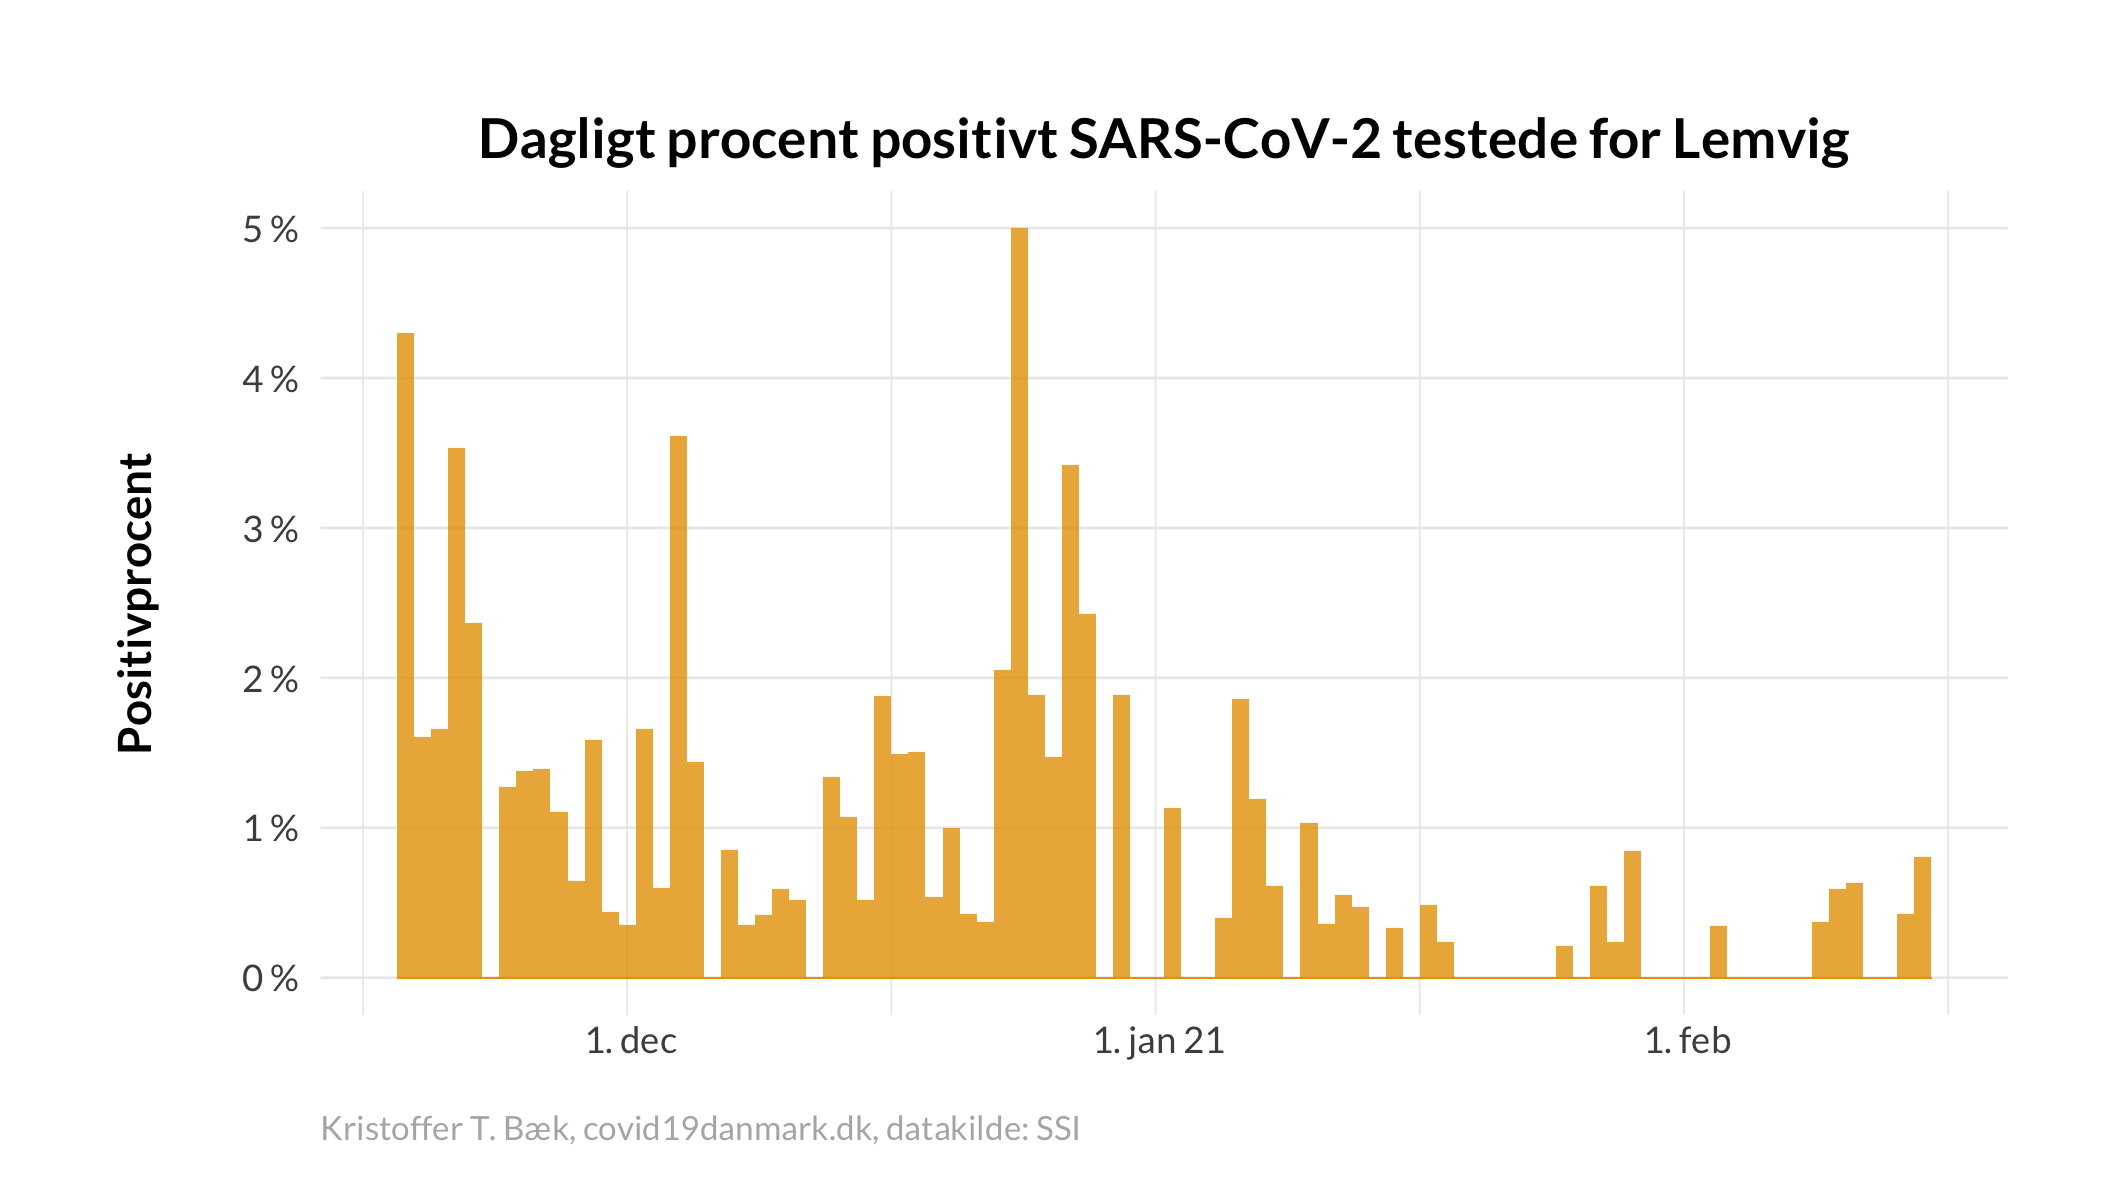 Dagligt procent positivt SARS-CoV-2 testede for Lemvig
Positivprocent
5 %
4 %
3 %
2 %
1 %
0 %
1. dec
1. jan 21
1. feb
Kristoffer T. Bæk, covid19danmark.dk, datakilde: SSI